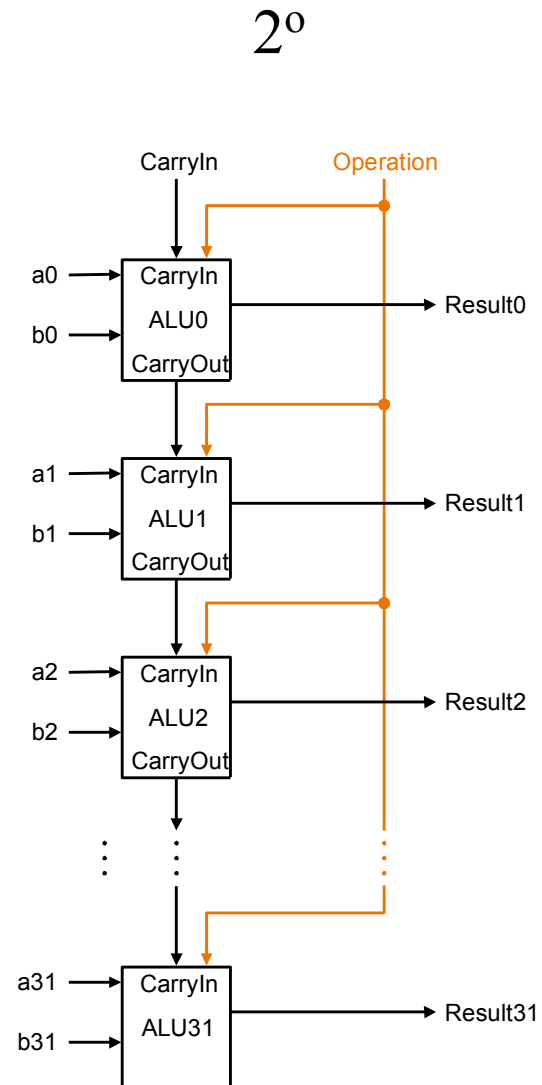 2º
CarryIn Operation
a0 CarryIn
ALU0 Result0
b0
CarryOut
a1 CarryIn
ALU1 Result1
b1
CarryOut
a2 CarryIn
ALU2 Result2
b2
CarryOut
a31 CarryIn
ALU31 Result31
b31